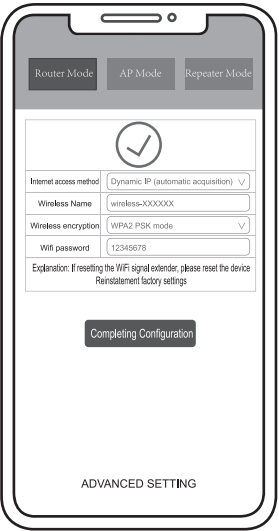 Router Mode AP Mode Repeater Mode
Internet access method Dynamic IP (automatic acquisition)
Wireless Name wireless-XXXXXX
Wireless encryption WPA2 PSK mode
Wifi password 12345678
Explanation: If resetting the WiFi signal extender, please reset the device
Reinstatement factory settings
Completing Configuration
ADVANCED SETTING